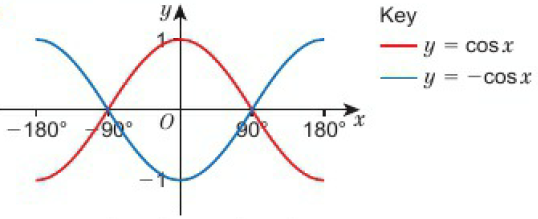 y
Key
1
y = cos x
y = −cos x
−180° −90° O 90° 180° x
−1